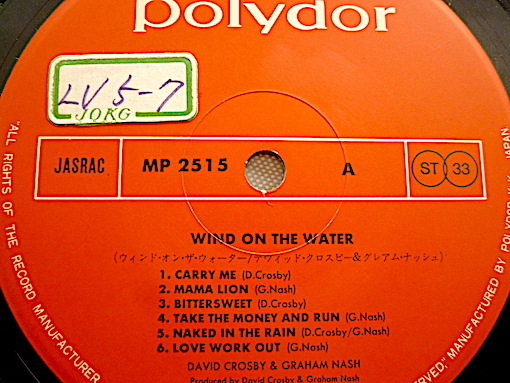 polydor
LV 5-7
JOKG
JASRAC MP 2515 A ST 33
WIND ON THE WATER
(ウィンド・オン・ザ・ウォーター/デヴィッド・クロスビー&グレアム・ナッシュ)
1. CARRY ME (D.Crosby)
2. MAMA LION (G.Nash)
3. BITTERSWEET (D.Crosby)
4. TAKE THE MONEY AND RUN (G.Nash)
5. NAKED IN THE RAIN (D.Crosby/G.Nash)
6. LOVE WORK OUT (G.Nash)
DAVID CROSBY & GRAHAM NASH
Produced by David Crosby & Graham Nash
"ALL RIGHTS OF THE RECORD MANUFACTURER
RESERVED." MANUFACTURED BY POLYDOR K.K. JAPAN